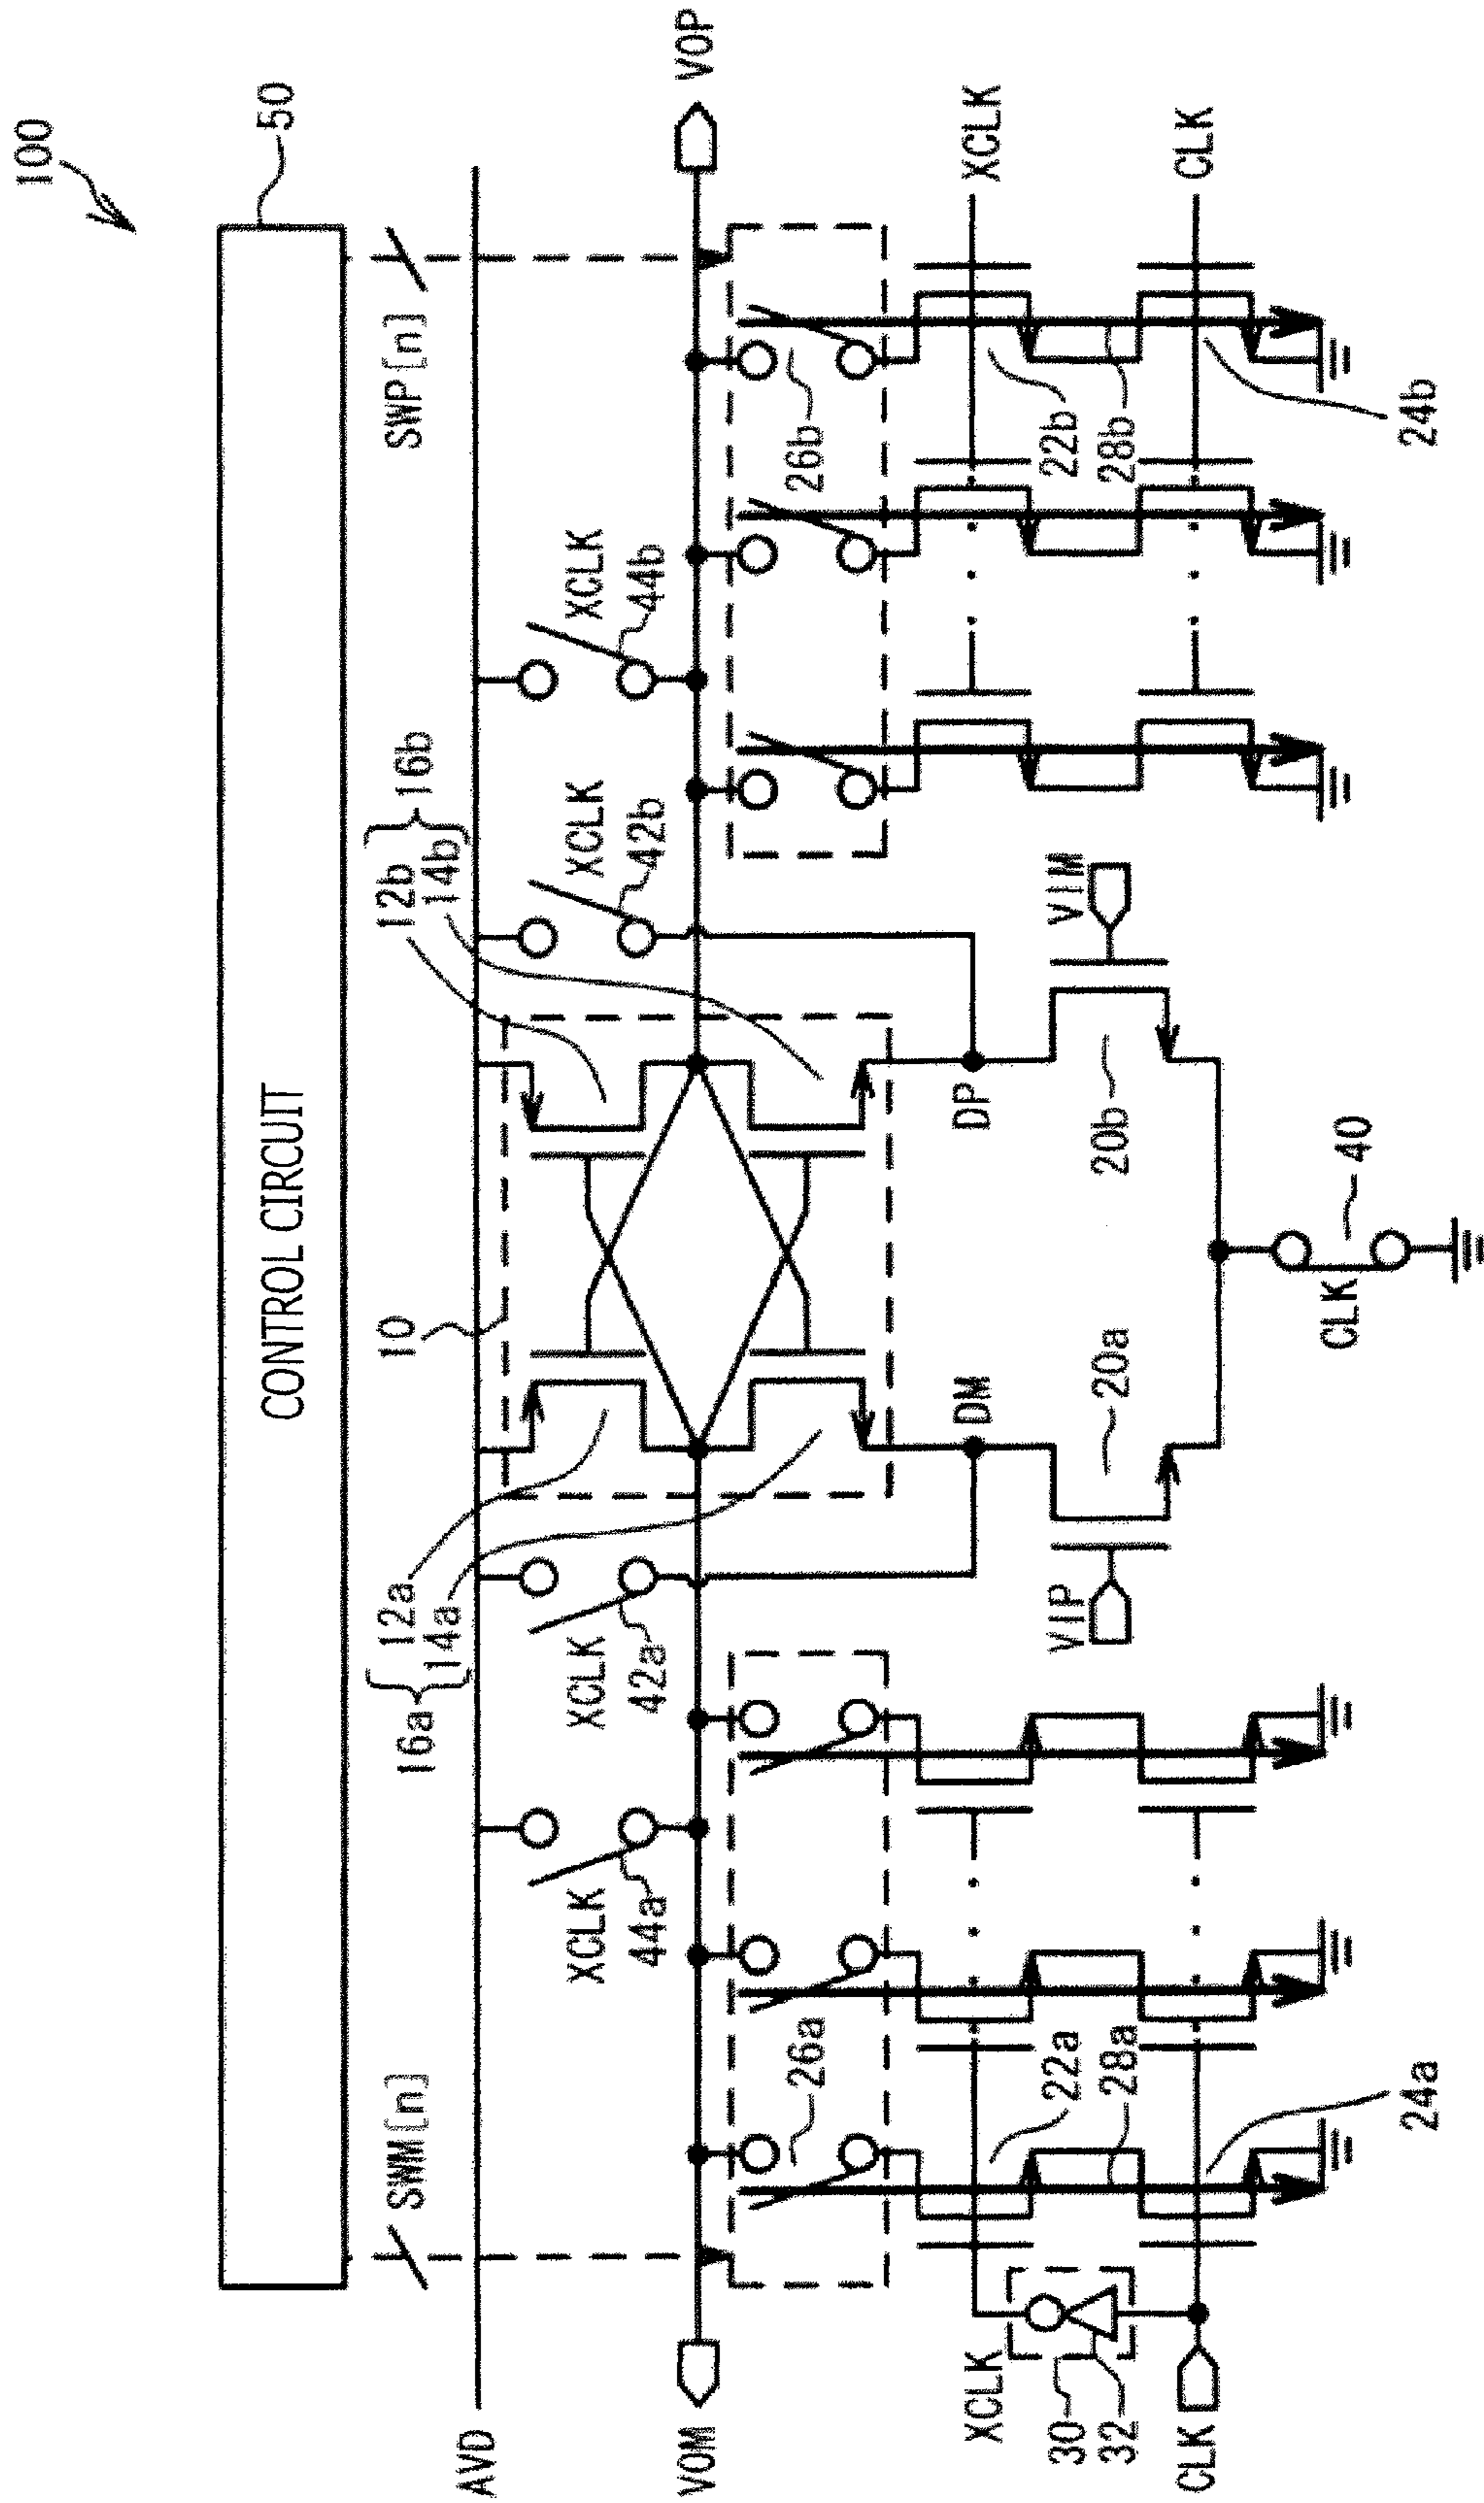 100
50
CONTROL CIRCUIT
SWM[n]
SWP[n]
AVD
10
16a
12a
14a
12b
14b
16b
XCLK
44a
XCLK
42a
XCLK
42b
XCLK
44b
VOM
VOP
26a
26b
XCLK
DM
DP
XCLK
30
32
22a
28a
VIP
20a
20b
VIM
22b
28b
CLK
CLK
24a
CLK
40
24b